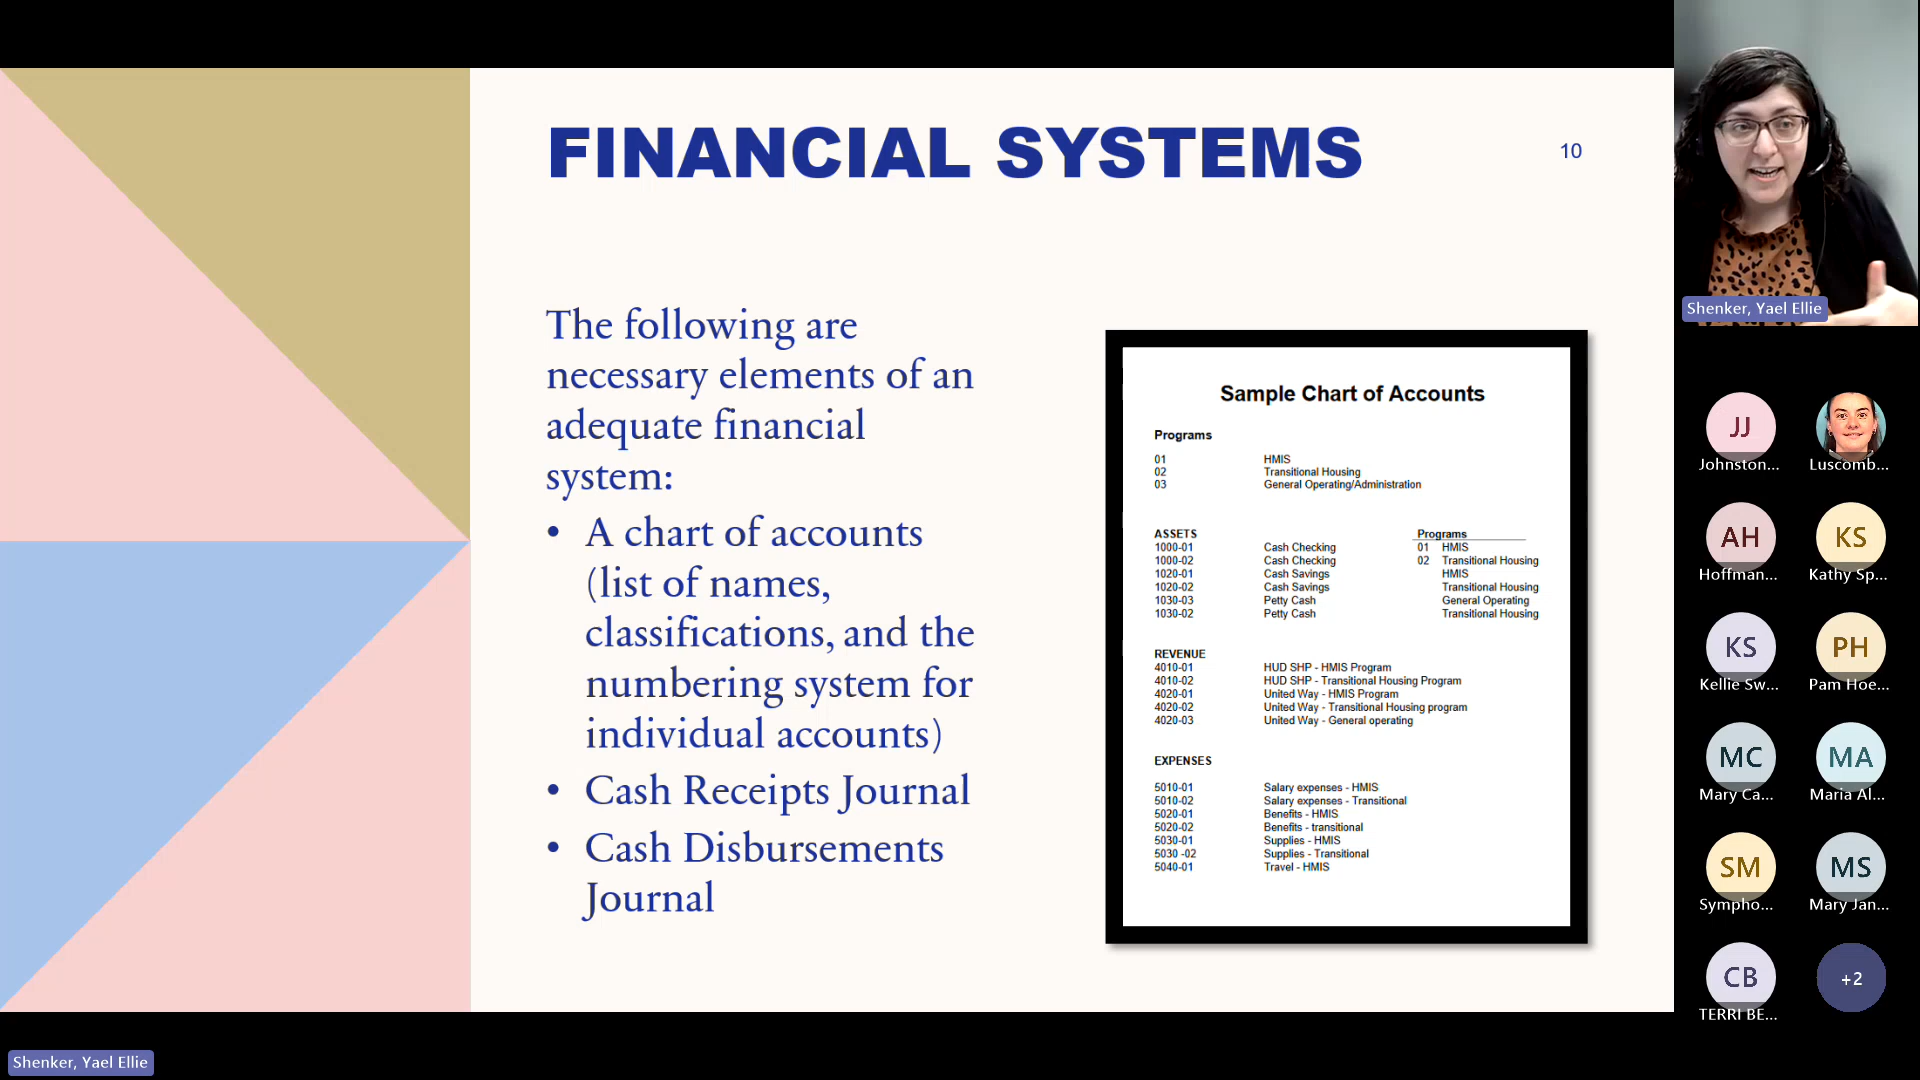 FINANCIAL SYSTEMS
10
The following are
necessary elements of an
adequate financial
system:
• A chart of accounts
(list of names,
classifications, and the
numbering system for
individual accounts)
• Cash Receipts Journal
• Cash Disbursements
Journal
Sample Chart of Accounts
Programs
01 HMIS
02 Transitional Housing
03 General Operating/Administration
ASSETS Programs
1000-01 Cash Checking 01 HMIS
1000-02 Cash Checking 02 Transitional Housing
1020-01 Cash Savings HMIS
1020-02 Cash Savings Transitional Housing
1030-03 Petty Cash General Operating
1030-02 Petty Cash Transitional Housing
REVENUE
4010-01 HUD SHP - HMIS Program
4010-02 HUD SHP - Transitional Housing Program
4020-01 United Way - HMIS Program
4020-02 United Way - Transitional Housing program
4020-03 United Way - General operating
EXPENSES
5010-01 Salary expenses - HMIS
5010-02 Salary expenses - Transitional
5020-01 Benefits - HMIS
5020-02 Benefits - transitional
5030-01 Supplies - HMIS
5030 -02 Supplies - Transitional
5040-01 Travel - HMIS
Shenker, Yael Ellie
JJ
Johnston... Luscomb...
AH KS
Hoffman... Kathy Sp...
KS PH
Kellie Sw... Pam Hoe...
MC MA
Mary Ca... Maria Al...
SM MS
Sympho... Mary Jan...
CB +2
TERRI BE...
Shenker, Yael Ellie